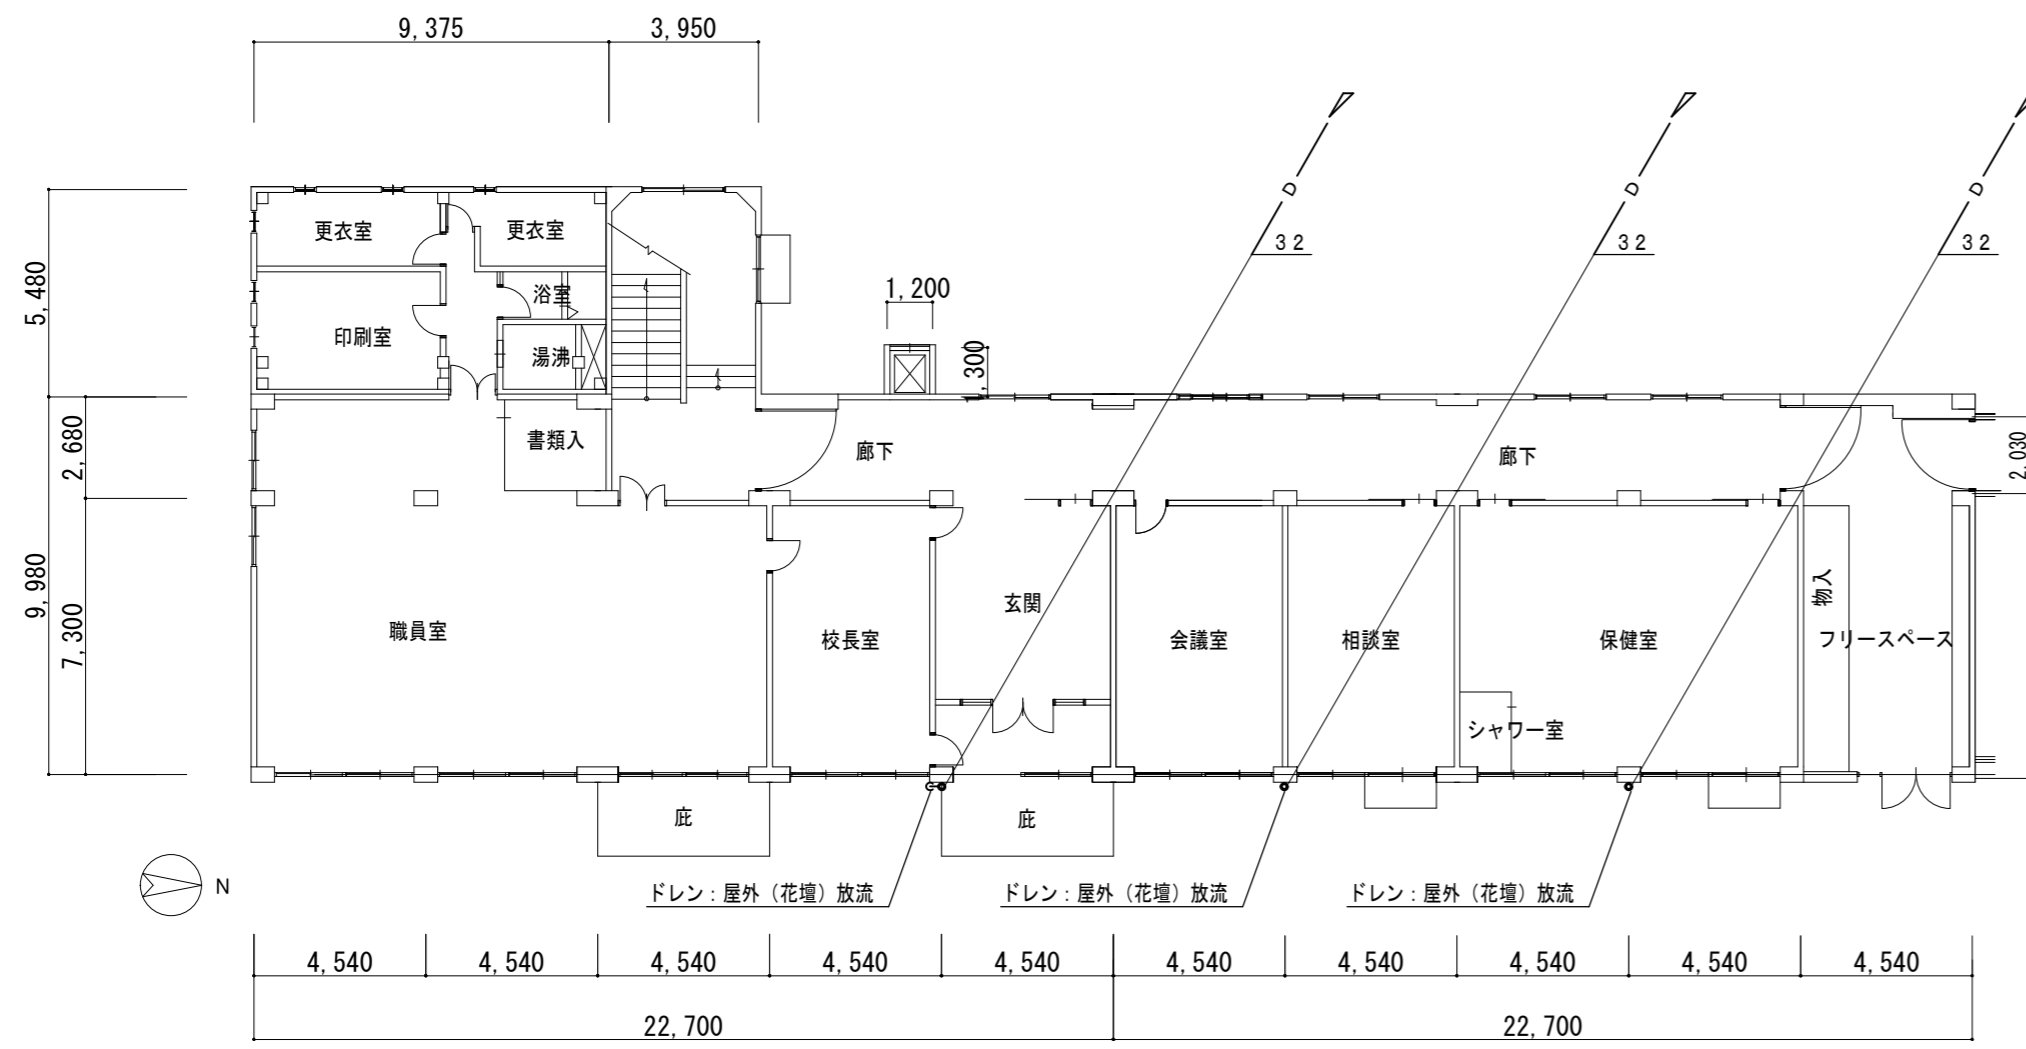 9,375
3,950
D
D
D
32
32
32
更衣室
更衣室
浴室
印刷室
湯沸
1,200
,300
5,480
2,680
9,980
7,300
書類入
廊下
廊下
2,030
職員室
校長室
玄関
会議室
相談室
保健室
物入
フリースペース
シャワー室
庇
庇
N
ドレン:屋外(花壇)放流
ドレン:屋外(花壇)放流
ドレン:屋外(花壇)放流
4,540
4,540
4,540
4,540
4,540
4,540
4,540
4,540
4,540
4,540
22,700
22,700